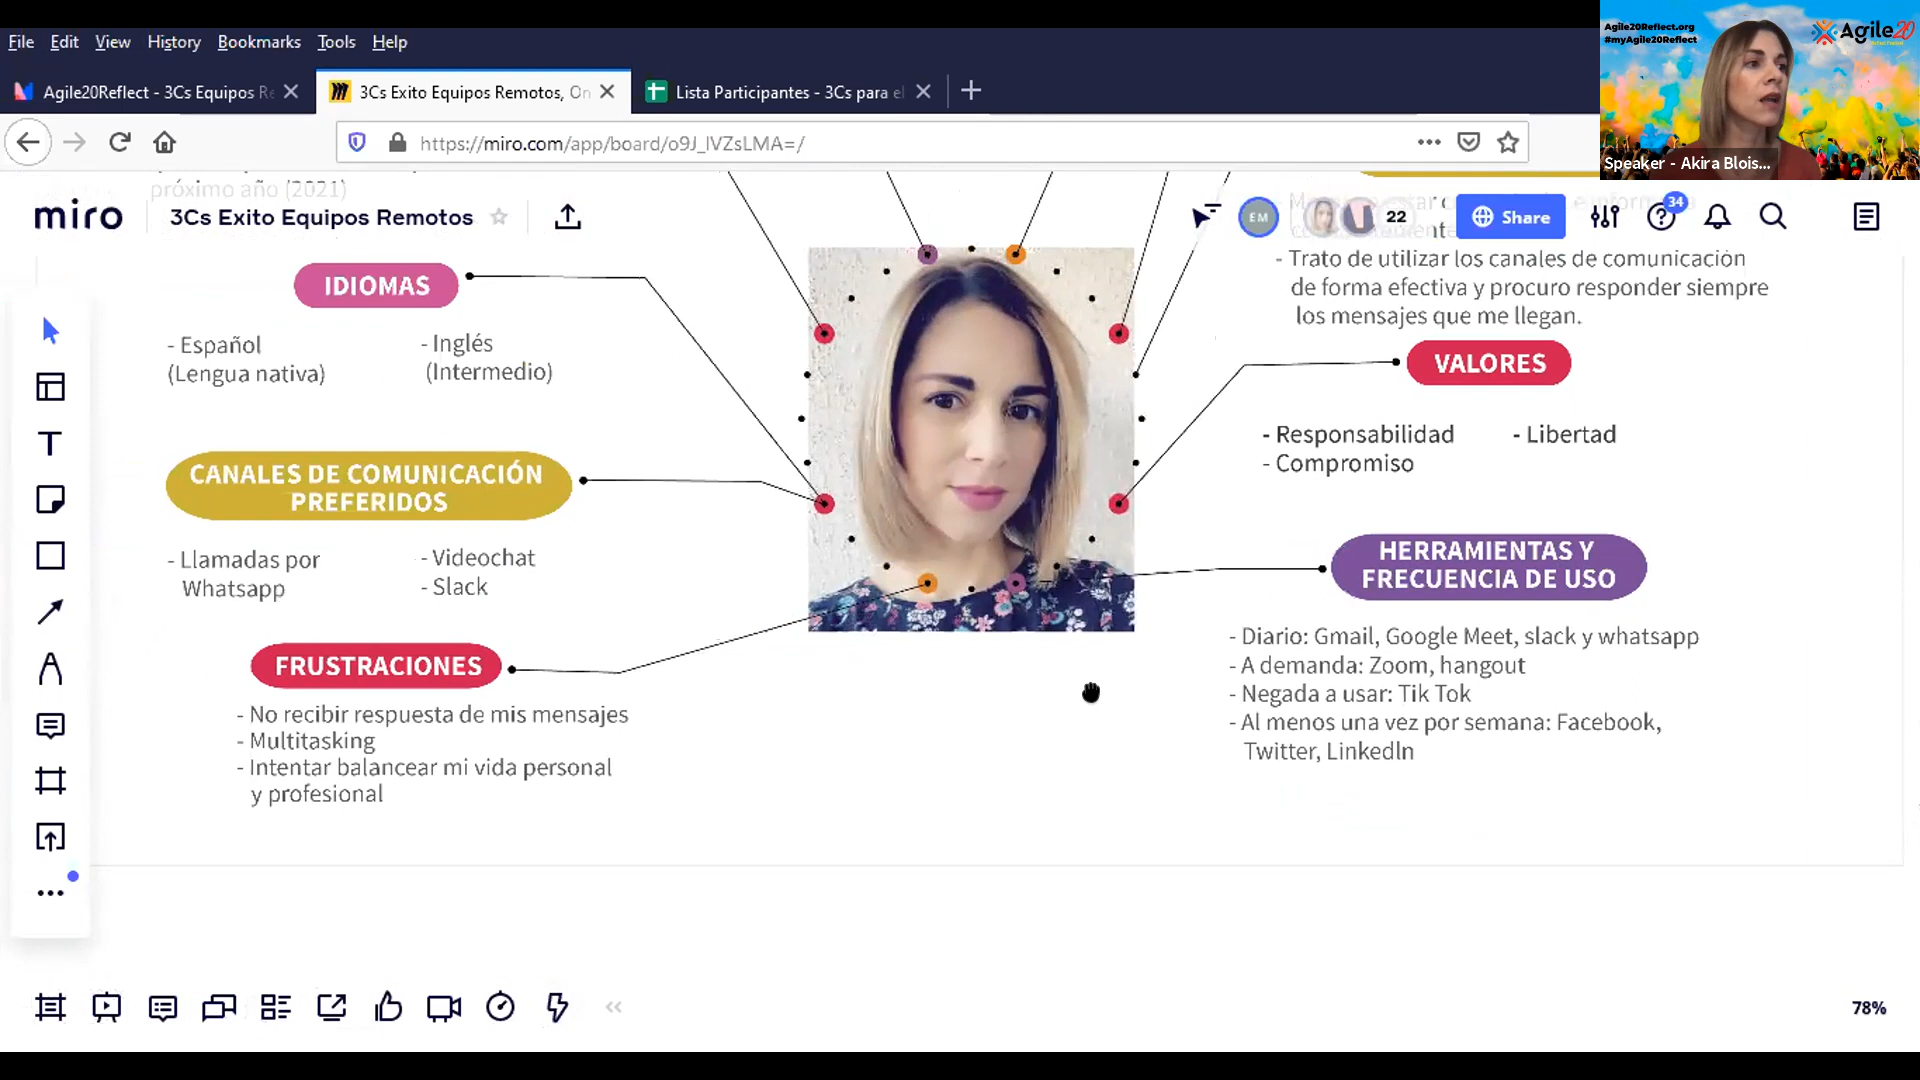 File Edit View History Bookmarks Tools Help
Agile20Reflect.org
#myAgile20Reflect
Agile20
Agile20Reflect - 3Cs Equipos Re
3Cs Exito Equipos Remotos, On
Lista Participantes - 3Cs para el
https://miro.com/app/board/o9J_lVZsLMA=/
Speaker - Akira Blois...
próximo año (2021)
miro
3Cs Exito Equipos Remotos
EM
22
Share
34
IDIOMAS
- Español
(Lengua nativa)
- Inglés
(Intermedio)
CANALES DE COMUNICACIÓN
PREFERIDOS
- Llamadas por
Whatsapp
- Videochat
- Slack
FRUSTRACIONES
- No recibir respuesta de mis mensajes
- Multitasking
- Intentar balancear mi vida personal
y profesional
- Trato de utilizar los canales de comunicación
de forma efectiva y procuro responder siempre
los mensajes que me llegan.
VALORES
- Responsabilidad
- Compromiso
- Libertad
HERRAMIENTAS Y
FRECUENCIA DE USO
- Diario: Gmail, Google Meet, slack y whatsapp
- A demanda: Zoom, hangout
- Negada a usar: Tik Tok
- Al menos una vez por semana: Facebook,
Twitter, LinkedIn
78%